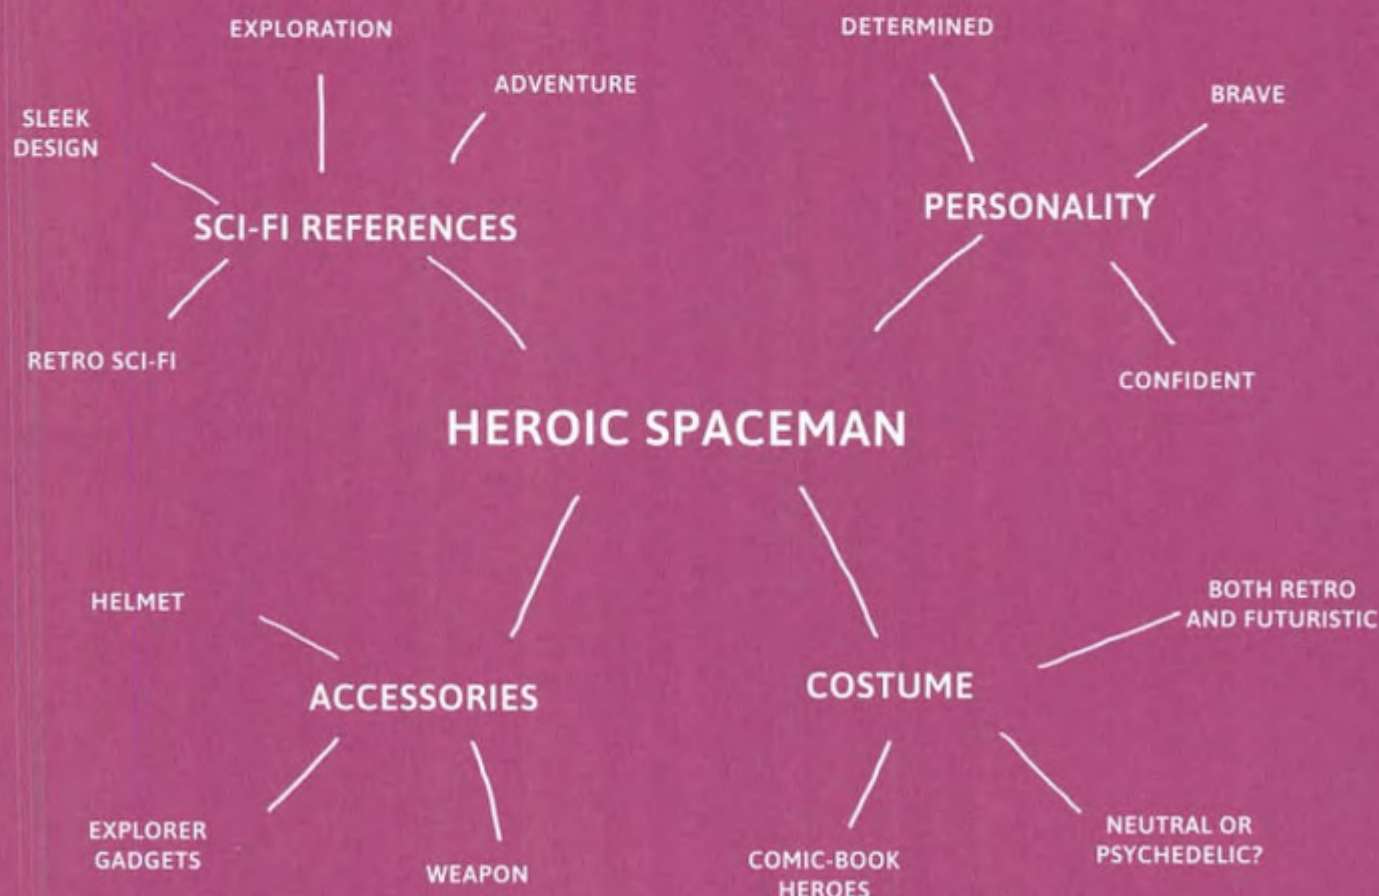 EXPLORATION
ADVENTURE
SLEEK
DESIGN
SCI-FI REFERENCES
RETRO SCI-FI
DETERMINED
BRAVE
PERSONALITY
CONFIDENT
HEROIC SPACEMAN
HELMET
ACCESSORIES
EXPLORER
GADGETS
WEAPON
BOTH RETRO
AND FUTURISTIC
COSTUME
COMIC-BOOK
HEROES
NEUTRAL OR
PSYCHEDELIC?